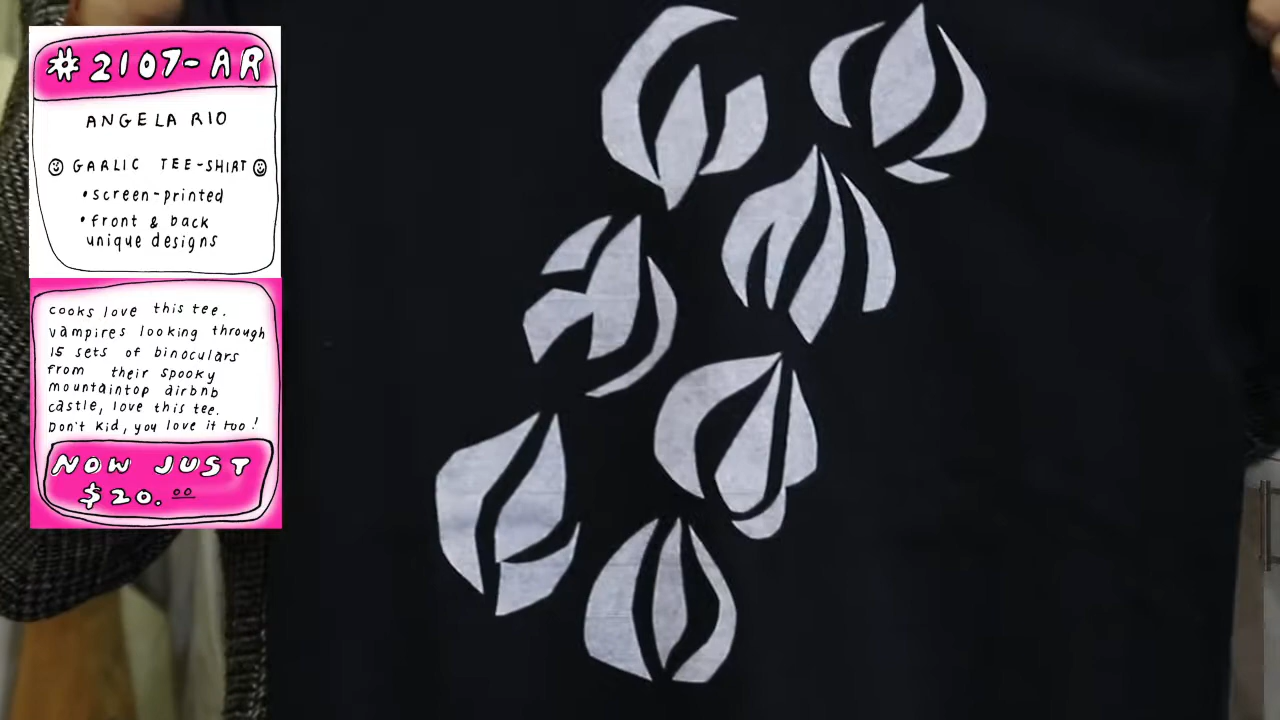 #2107-AR
ANGELA RIO
☺ GARLIC TEE-SHIRT ☺
• screen-printed
• front & back
unique designs
cooks love this tee.
vampires looking through
15 sets of binoculars
from their spooky
mountaintop airbnb
castle, love this tee.
Don't kid, you love it too!
NOW JUST
$20.00